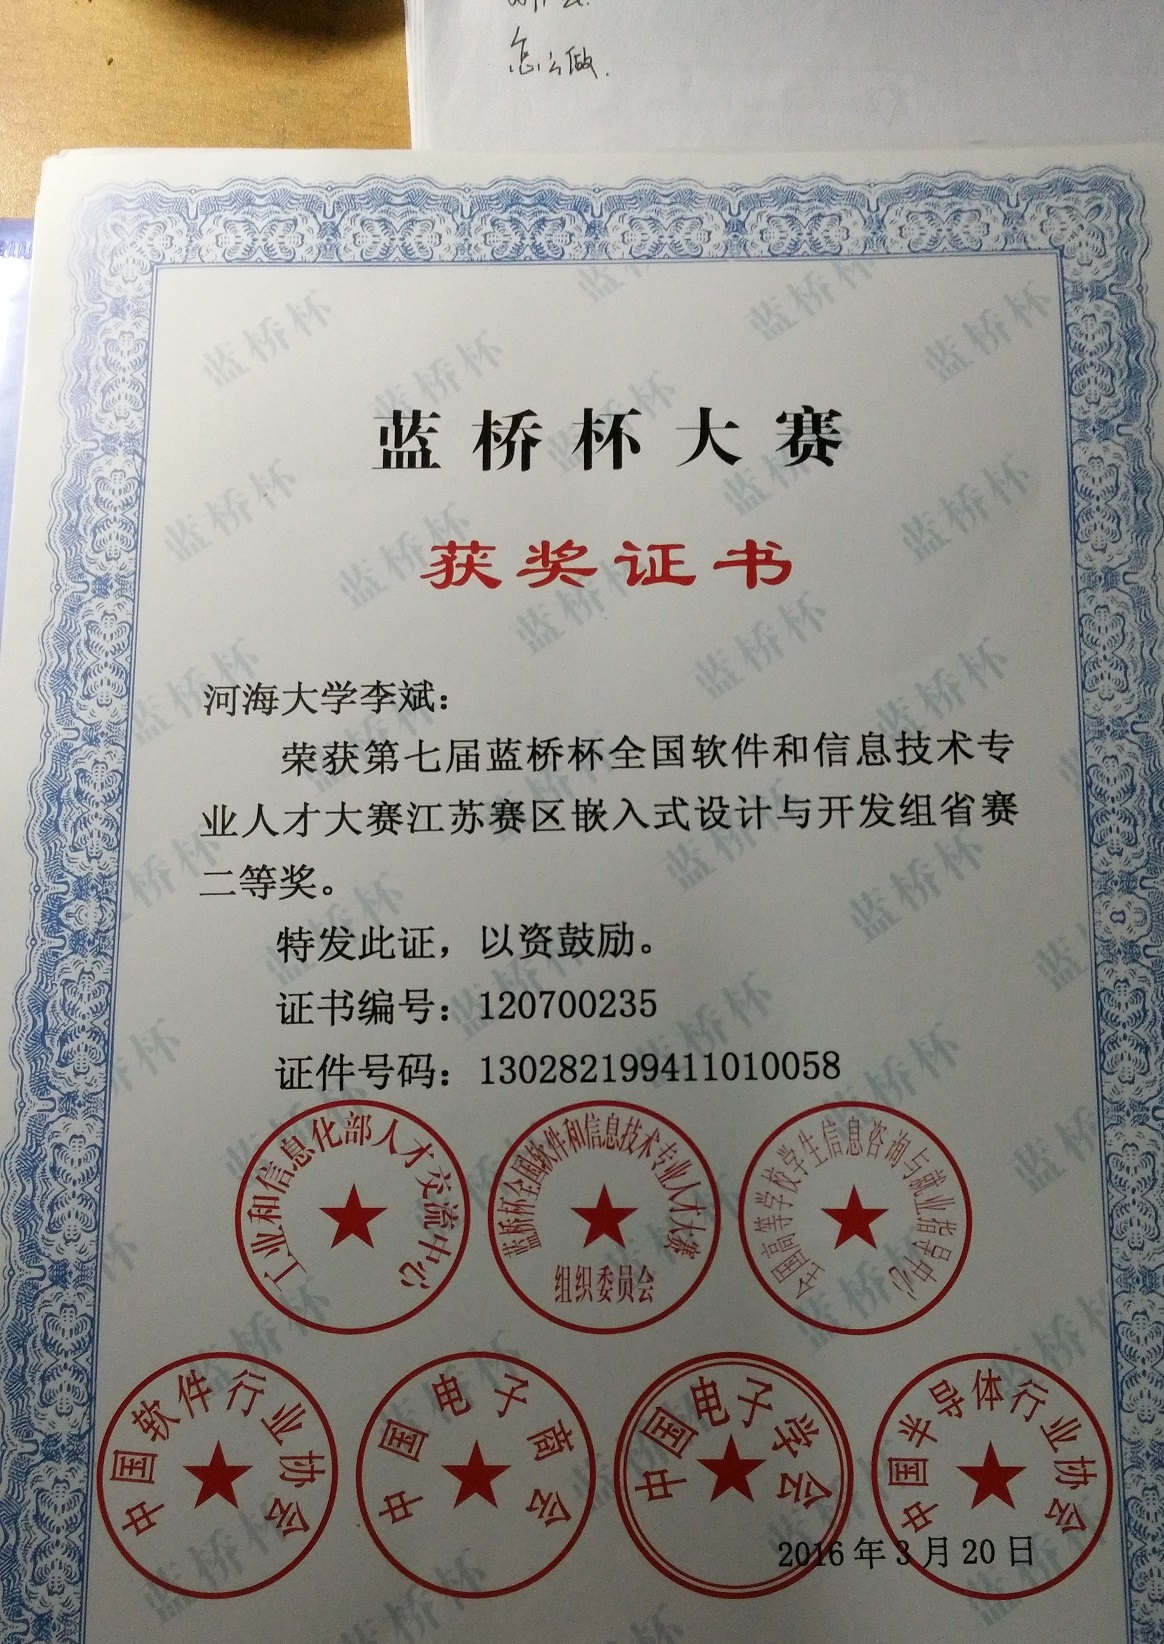 怎么做.
蓝桥杯大赛
获奖证书
河海大学李斌：
荣获第七届蓝桥杯全国软件和信息技术专
业人才大赛江苏赛区嵌入式设计与开发组省赛
二等奖。
特发此证，以资鼓励。
证书编号：120700235
证件号码：130282199411010058
工业和信息化部人才交流中心
蓝桥杯全国软件和信息技术专业人才大赛
组织委员会
全国高等学校学生信息咨询与就业指导中心
中国软件行业协会
中国电子商会
中国电子学会
中国半导体行业协会
2016年3月20日